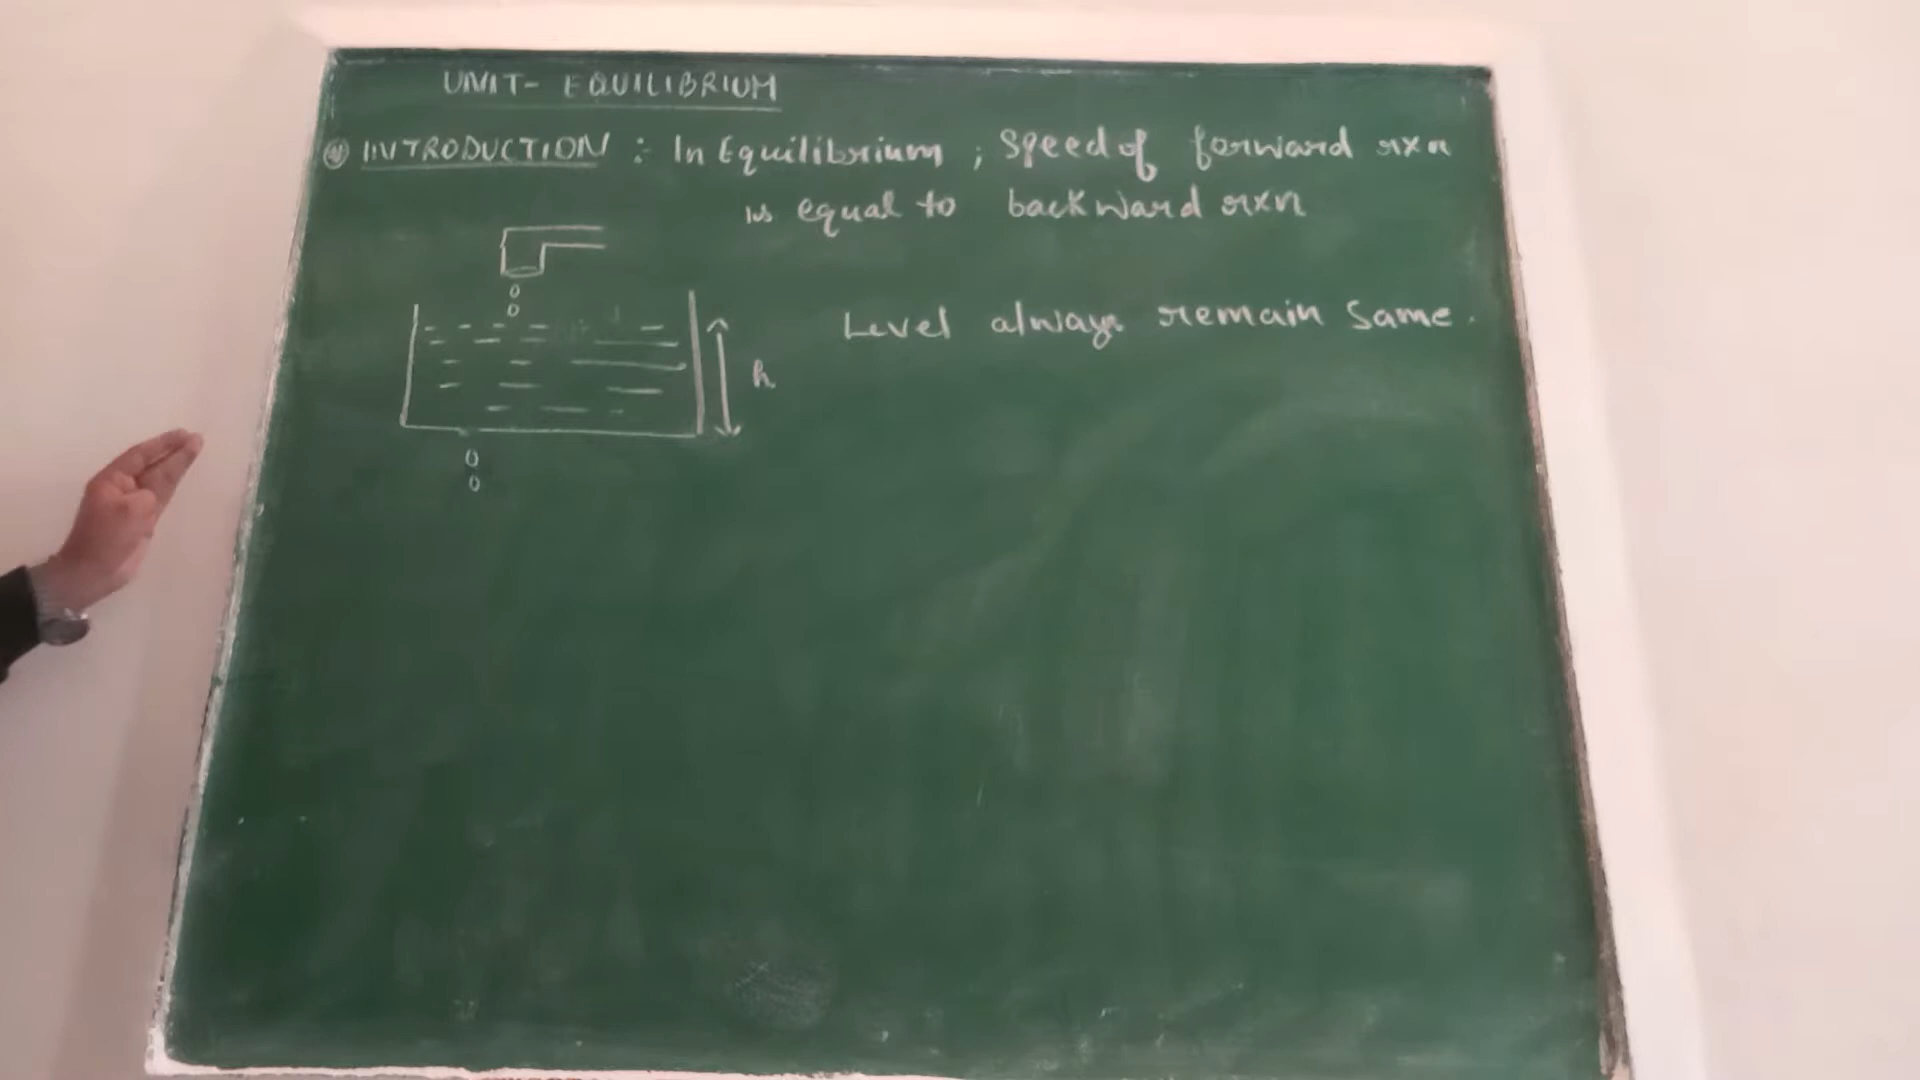 UNIT- EQUILIBRIUM
INTRODUCTION :- In Equilibrium ; Speed of forward rxn
is equal to backward rxn
Level always remain Same.
h